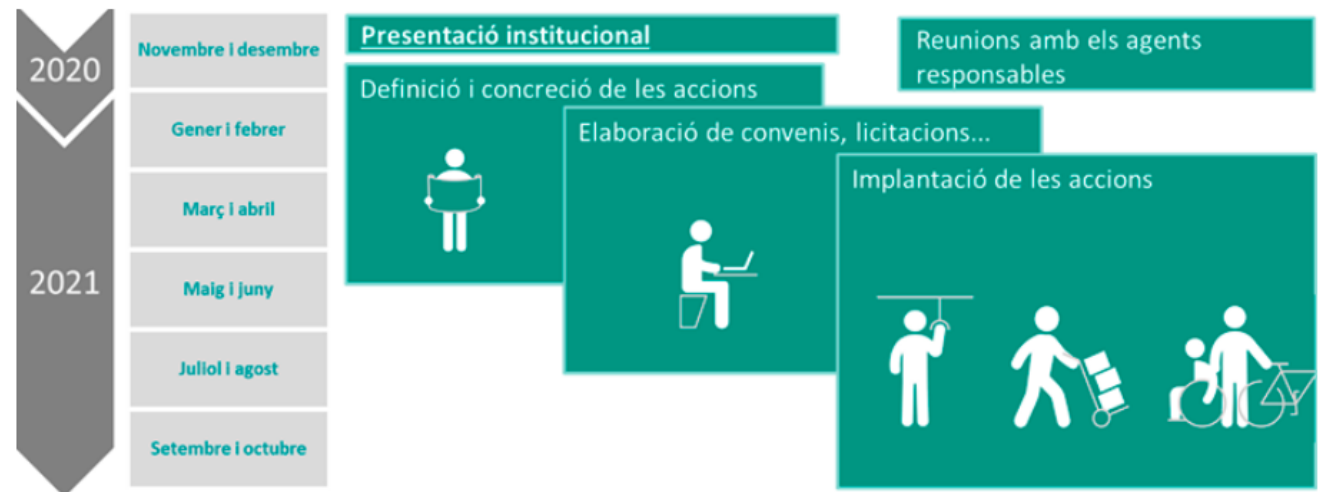 2020
2021
Novembre i desembre
Gener i febrer
Març i abril
Maig i juny
Juliol i agost
Setembre i octubre
Presentació institucional
Reunions amb els agents
responsables
Definició i concreció de les accions
Elaboració de convenis, licitacions...
Implantació de les accions